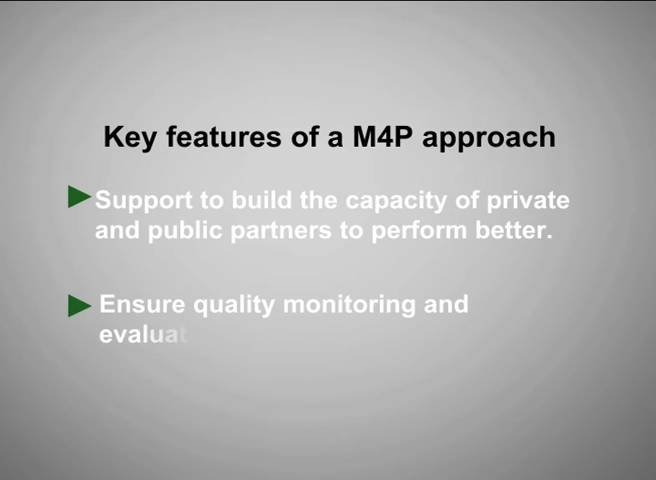 Key features of a M4P approach
Support to build the capacity of private
and public partners to perform better.
Ensure quality monitoring and
evaluat